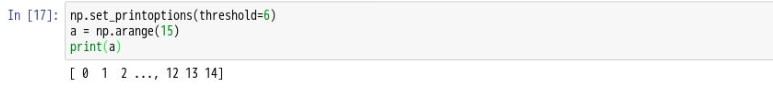 In [17]: np.set_printoptions(threshold=6)
a = np.arange(15)
print(a)
[ 0  1  2 ..., 12 13 14]